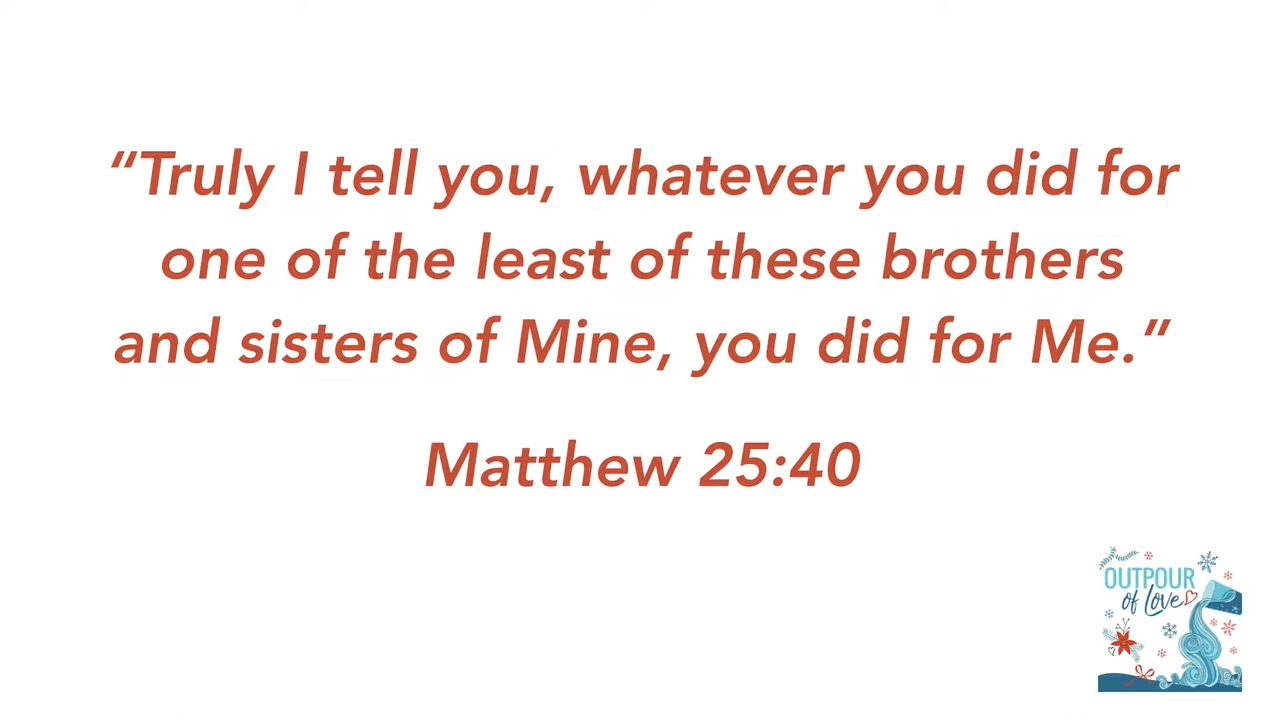 “Truly I tell you, whatever you did for
one of the least of these brothers
and sisters of Mine, you did for Me.”
Matthew 25:40
OUTPOUR
of Love